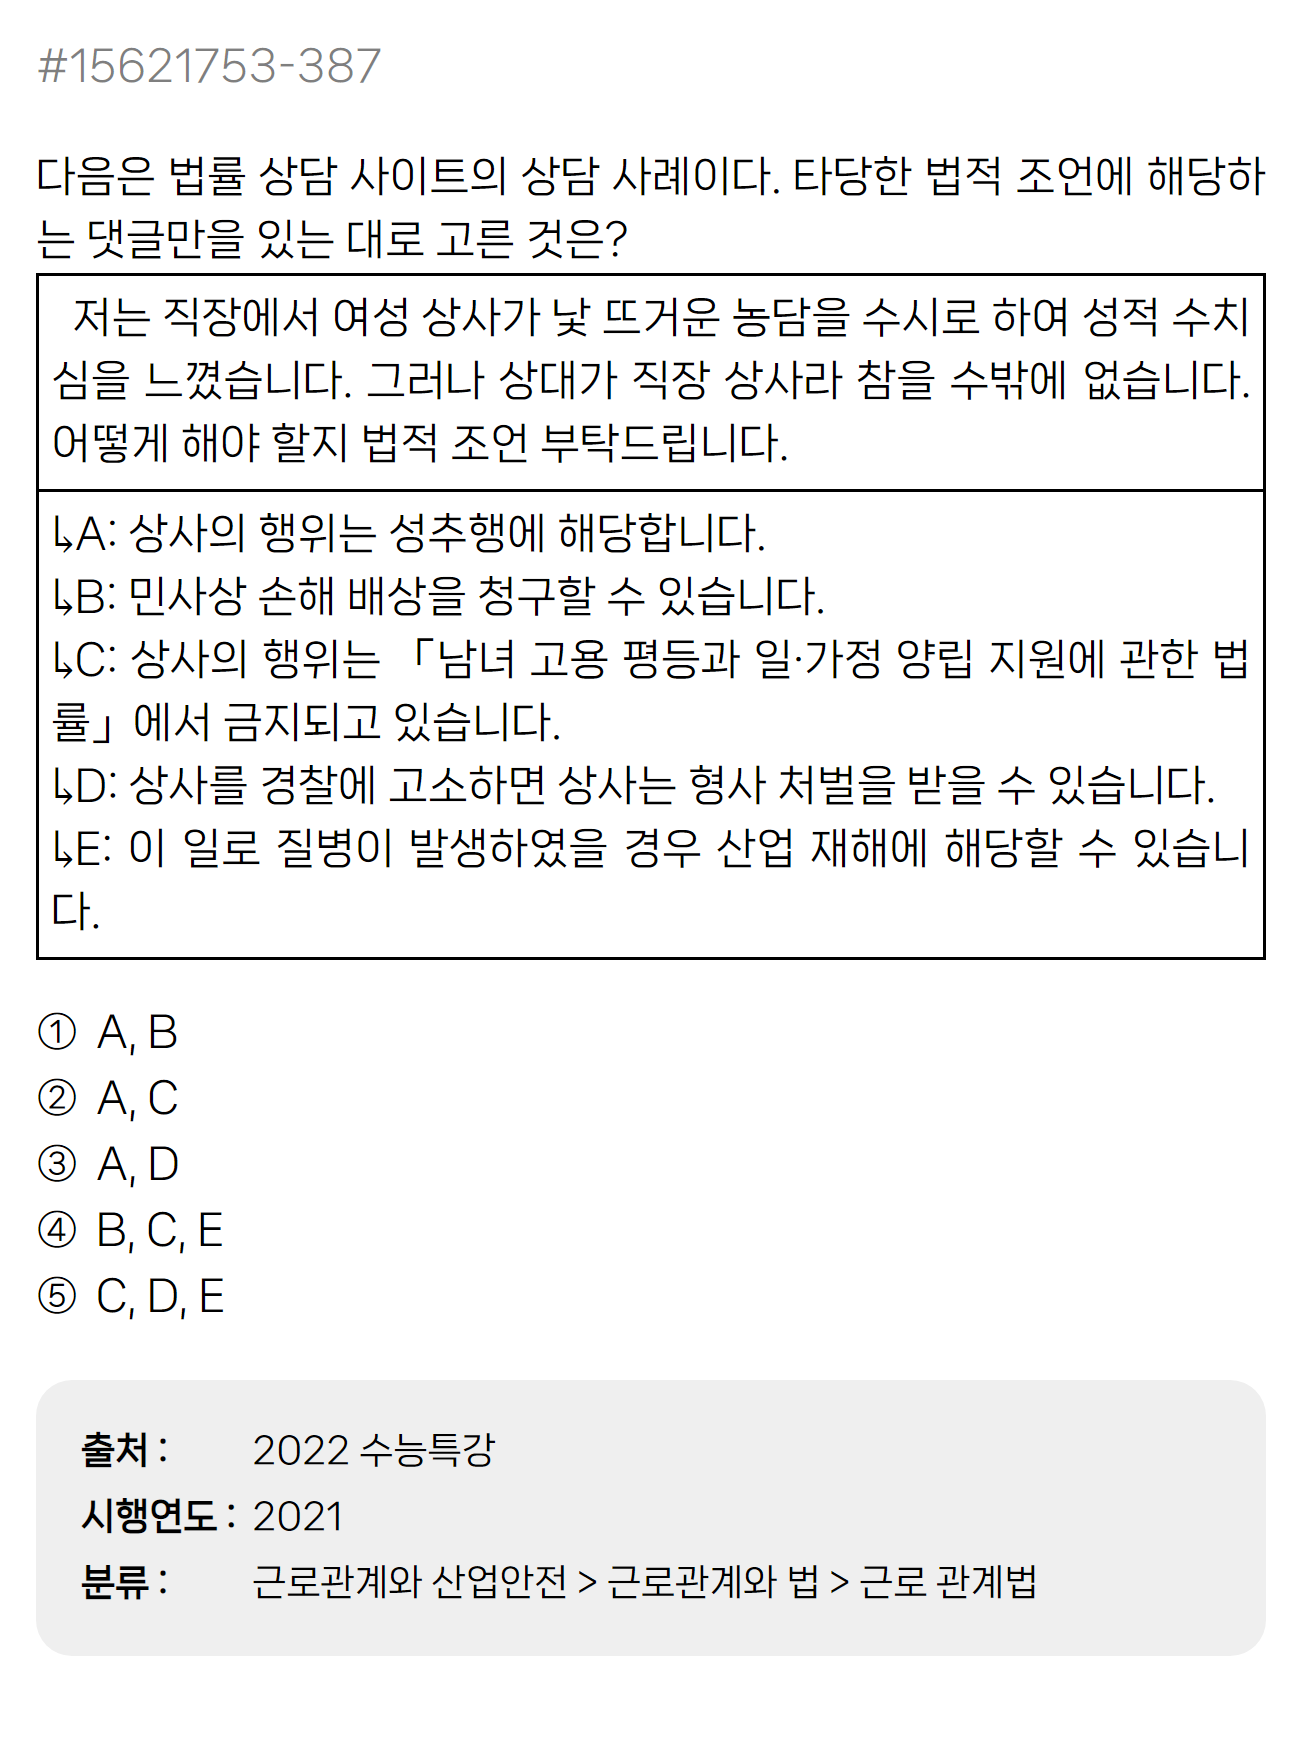 #15621753-387
다음은 법률 상담 사이트의 상담 사례이다. 타당한 법적 조언에 해당하
는 댓글만을 있는 대로 고른 것은?
저는 직장에서 여성 상사가 낯 뜨거운 농담을 수시로 하여 성적 수치
심을 느꼈습니다. 그러나 상대가 직장 상사라 참을 수밖에 없습니다.
어떻게 해야 할지 법적 조언 부탁드립니다.
↳A: 상사의 행위는 성추행에 해당합니다.
↳B: 민사상 손해 배상을 청구할 수 있습니다.
↳C: 상사의 행위는 「남녀 고용 평등과 일·가정 양립 지원에 관한 법
률」에서 금지되고 있습니다.
↳D: 상사를 경찰에 고소하면 상사는 형사 처벌을 받을 수 있습니다.
↳E: 이 일로 질병이 발생하였을 경우 산업 재해에 해당할 수 있습니
다.
① A, B
② A, C
③ A, D
④ B, C, E
⑤ C, D, E
출처 : 2022 수능특강
시행연도 : 2021
분류 : 근로관계와 산업안전 > 근로관계와 법 > 근로 관계법